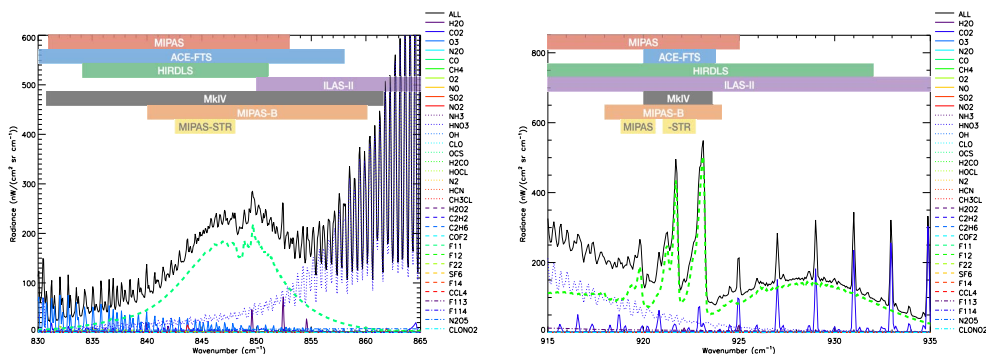 ALL
H2O
CO2
O3
N2O
CO
CH4
O2
NO
SO2
NO2
NH3
HNO3
OH
CLO
OCS
H2CO
HOCL
N2
HCN
CH3CL
H2O2
C2H2
C2H6
COF2
F11
F12
F22
SF6
F14
CCL4
F113
F114
N2O5
CLONO2
600
500
400
300
200
100
0
Radiance (nW/(cm² sr cm⁻¹)
MIPAS
ACE-FTS
HIRDLS
ILAS-II
MkIV
MIPAS-B
MIPAS-STR
830 835 840 845 850 855 860 865
Wavenumber (cm⁻¹)
800
600
400
200
0
Radiance (nW/(cm² sr cm⁻¹)
MIPAS
ACE-FTS
HIRDLS
ILAS-II
MkIV
MIPAS-B
MIPAS -STR
915 920 925 930 935
Wavenumber (cm⁻¹)
ALL
H2O
CO2
O3
N2O
CO
CH4
O2
NO
SO2
NO2
NH3
HNO3
OH
CLO
OCS
H2CO
HOCL
N2
HCN
CH3CL
H2O2
C2H2
C2H6
COF2
F11
F12
F22
SF6
F14
CCL4
F113
F114
N2O5
CLONO2